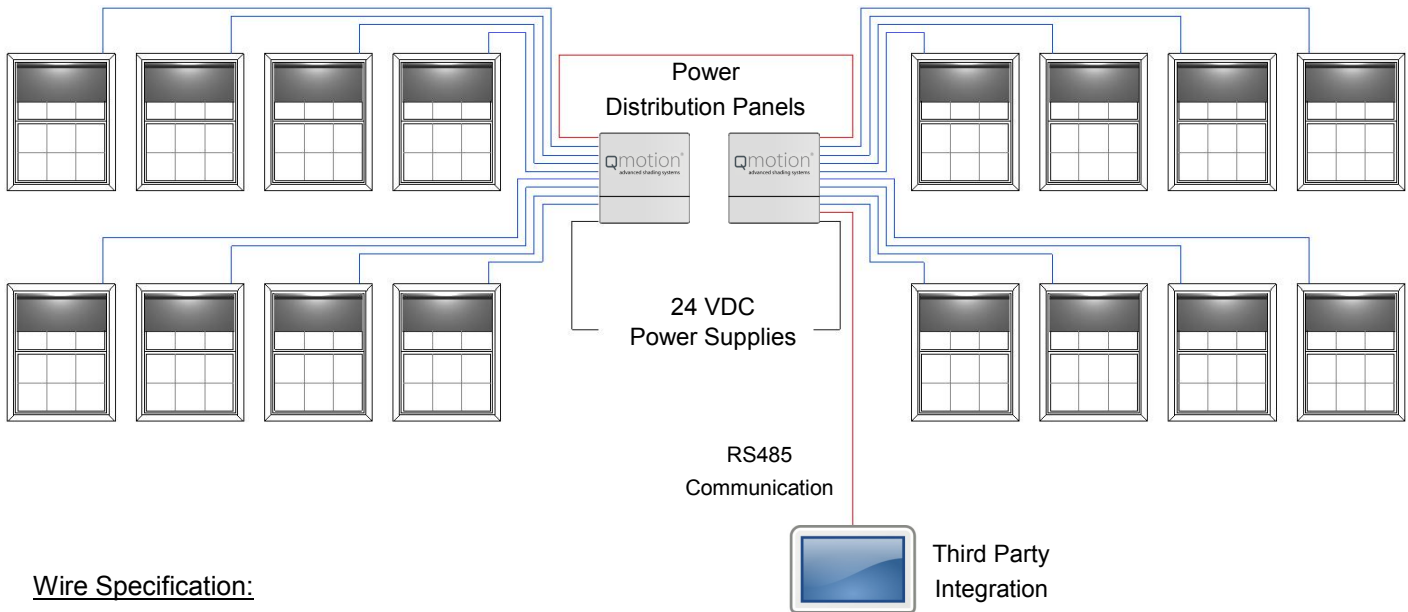 Power
Distribution Panels
Qmotion®
advanced shading systems
Qmotion®
advanced shading systems
24 VDC
Power Supplies
RS485
Communication
Third Party
Integration
Wire Specification: